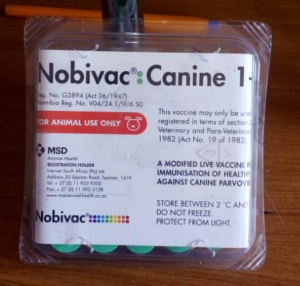 Nobivac® Canine 1-
Reg. No. G3894 (Act 36/1947)
Namibia Reg. No. V04/24.1/906 S0
FOR ANIMAL USE ONLY
MSD
Animal Health
REGISTRATION HOLDER
Intervet South Africa (Pty) Ltd
Address: 20 Spartan Road, Spartan, 1619
Tel: + 27 (0) 11 923 9300
Fax: + 27 (0) 11 392 3158
www.msd-animal-health.co.za
Nobivac®
This vaccine may only be use
registered in terms of section
Veterinary and Para-Veterinar
1982 (Act No. 19 of 1982)
A MODIFIED LIVE VACCINE
IMMUNISATION OF HEALTHY
AGAINST CANINE PARVOVI
STORE BETWEEN 2 °C AND
DO NOT FREEZE.
PROTECT FROM LIGHT.